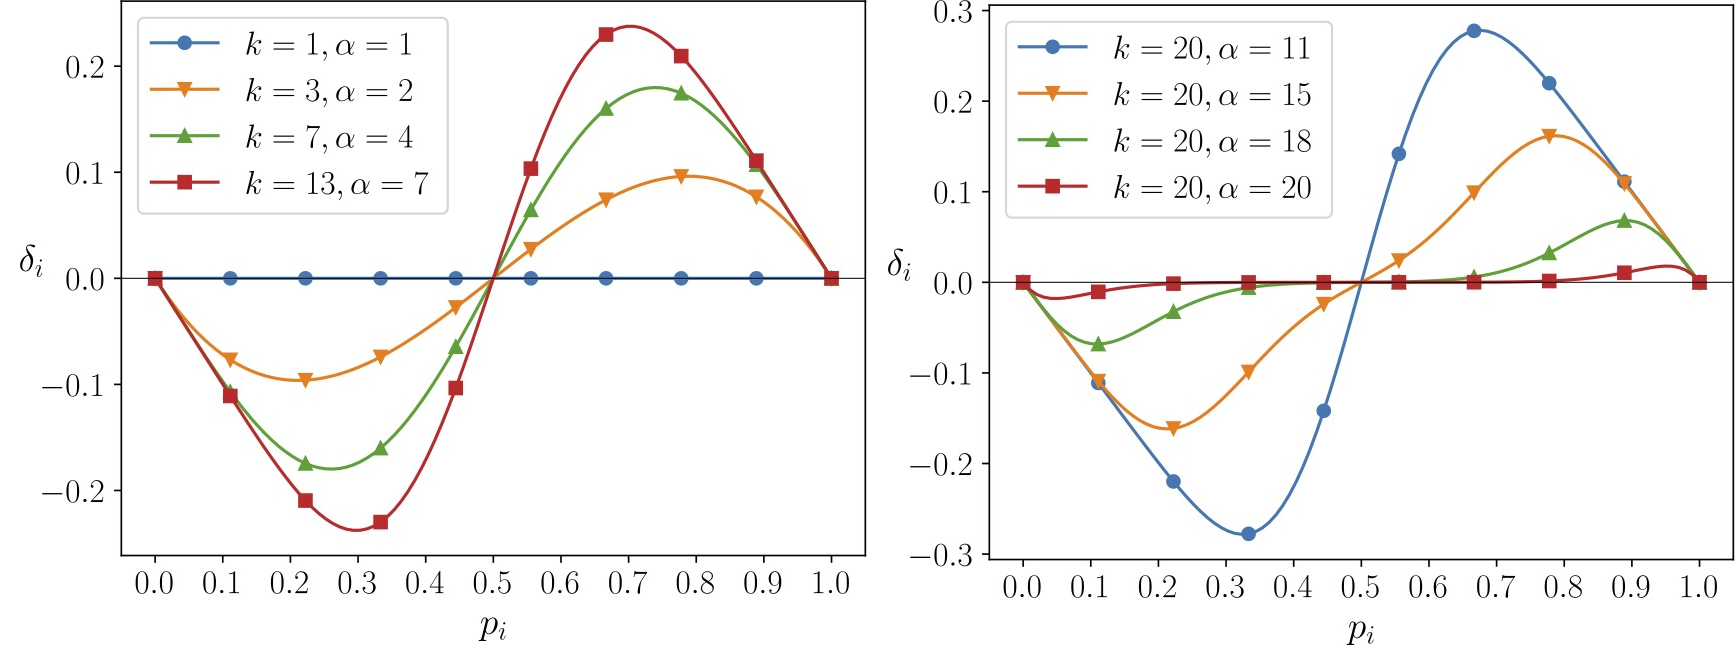 k = 1, α = 1
k = 3, α = 2
k = 7, α = 4
k = 13, α = 7
0.2
0.1
0.0
−0.1
−0.2
δi
0.0 0.1 0.2 0.3 0.4 0.5 0.6 0.7 0.8 0.9 1.0
pi
k = 20, α = 11
k = 20, α = 15
k = 20, α = 18
k = 20, α = 20
0.3
0.2
0.1
0.0
−0.1
−0.2
−0.3
δi
0.0 0.1 0.2 0.3 0.4 0.5 0.6 0.7 0.8 0.9 1.0
pi